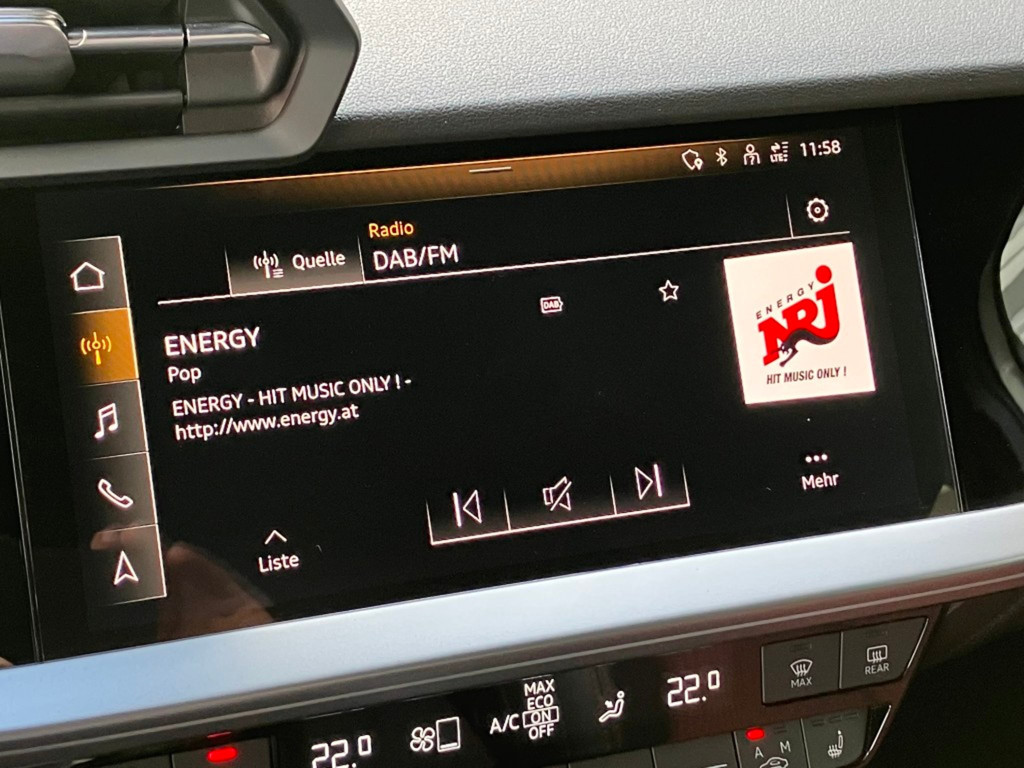 LTE 11:58
Radio
Quelle
DAB/FM
DAB
ENERGY
Pop
ENERGY - HIT MUSIC ONLY ! -
http://www.energy.at
ENERGY
NRJ
HIT MUSIC ONLY !
Mehr
Liste
MAX
REAR
22.0
A/C
MAX
ECO
ON
OFF
22.0
A M